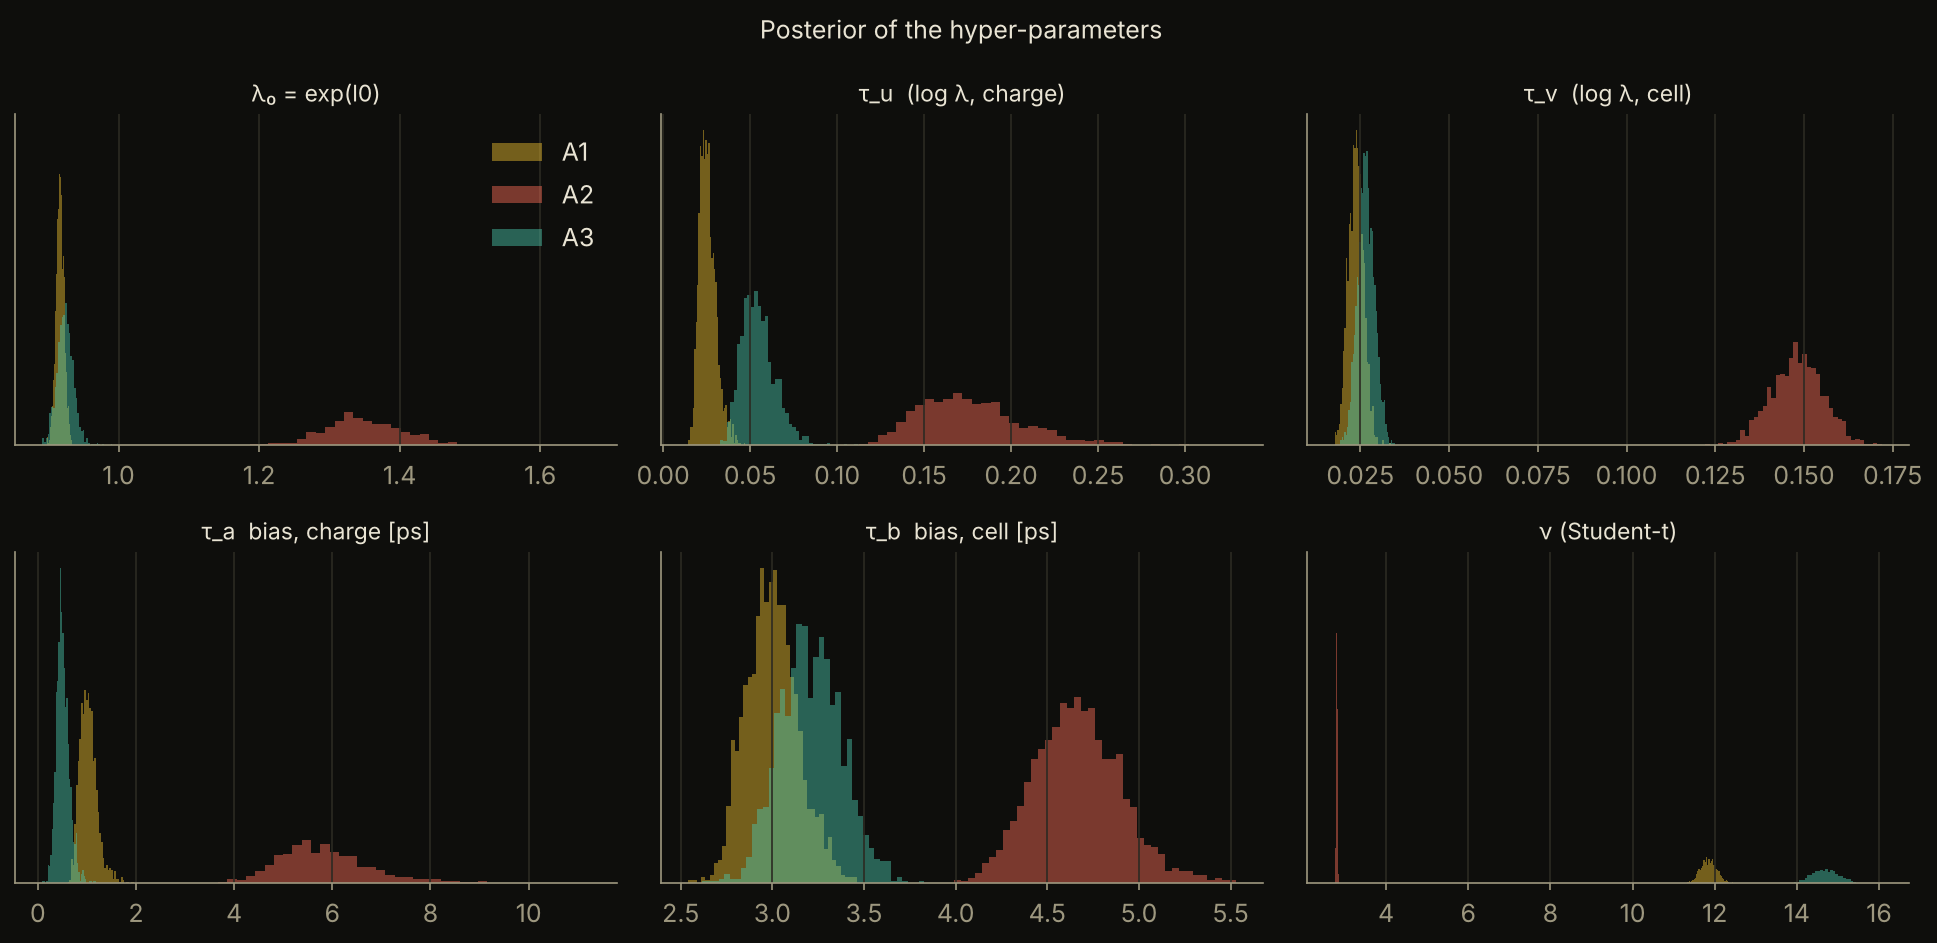 Posterior of the hyper-parameters
λ₀ = exp(l0)
τ_u  (log λ, charge)
τ_v  (log λ, cell)
A1
A2
A3
1.0 1.2 1.4 1.6
0.00 0.05 0.10 0.15 0.20 0.25 0.30
0.025 0.050 0.075 0.100 0.125 0.150 0.175
τ_a  bias, charge [ps]
τ_b  bias, cell [ps]
ν (Student-t)
0 2 4 6 8 10
2.5 3.0 3.5 4.0 4.5 5.0 5.5
4 6 8 10 12 14 16